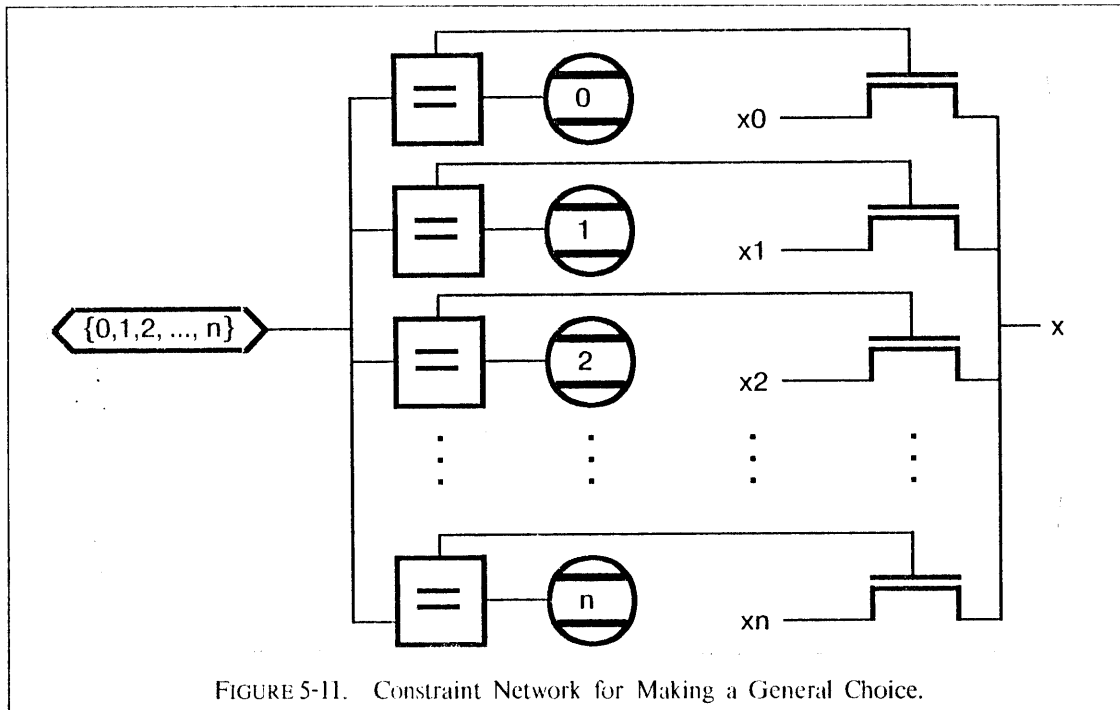 =
0
x0
=
1
x1
{0,1,2, ..., n}
=
2
x
x2
=
n
xn
FIGURE 5-11. Constraint Network for Making a General Choice.